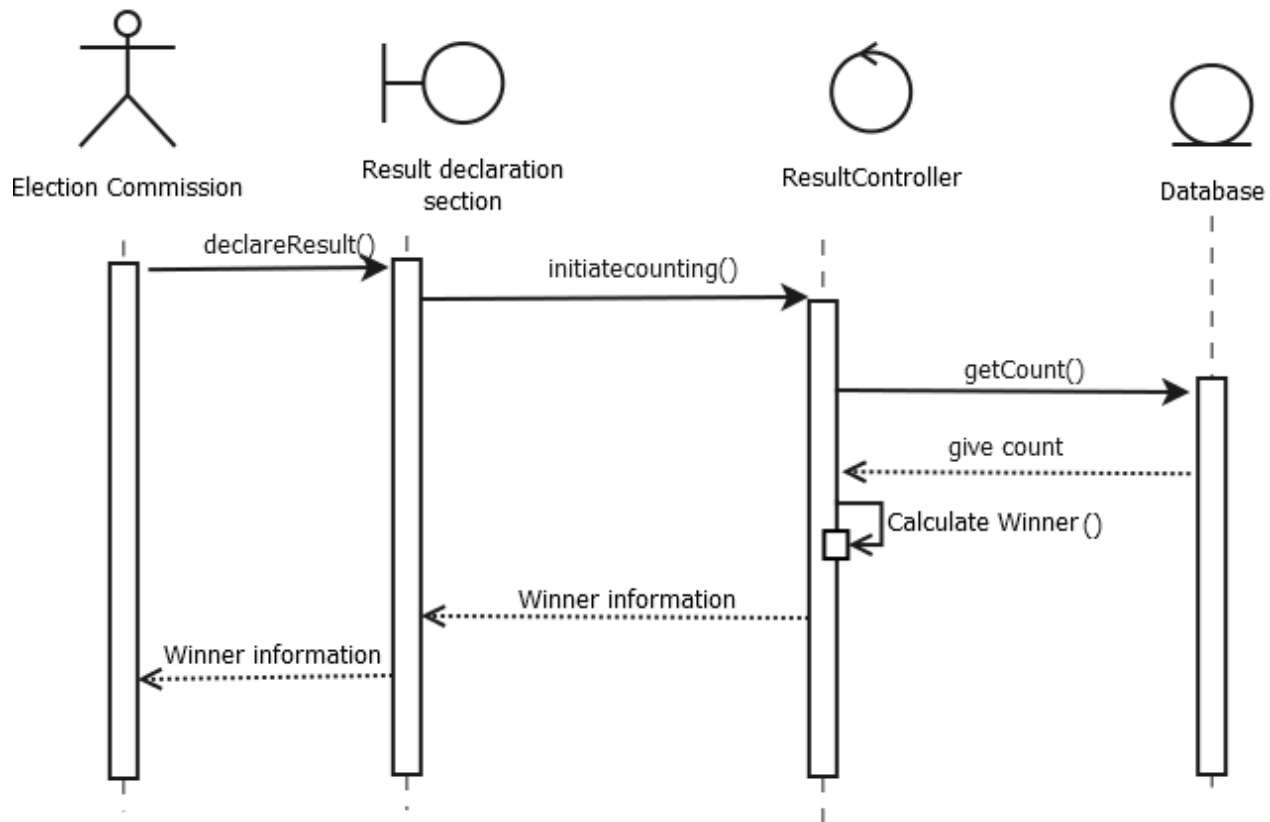 Election Commission
Result declaration
section
ResultController
Database
declareResult()
initiatecounting()
getCount()
give count
Calculate Winner()
Winner information
Winner information